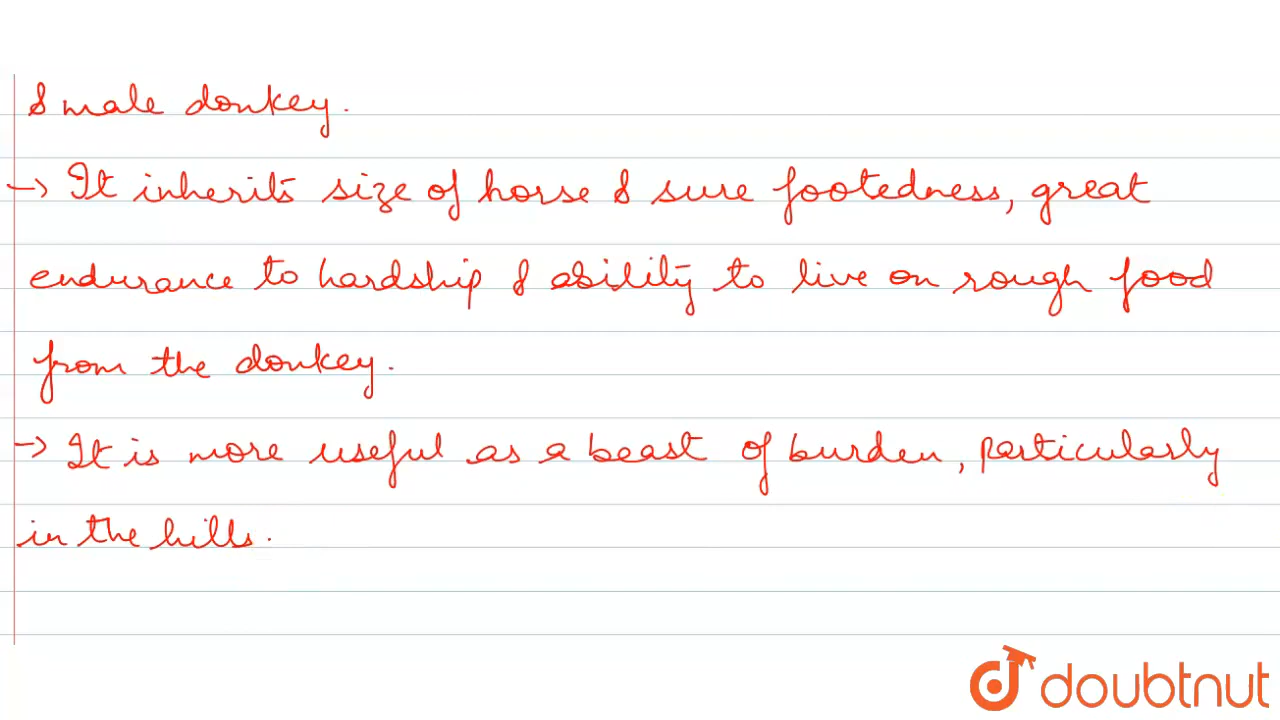 & male donkey.
→ It inherits size of horse & sure footedness, great
endurance to hardship & ability to live on rough food
from the donkey.
→ It is more useful as a beast of burden, particularly
in the hills.
doubtnut